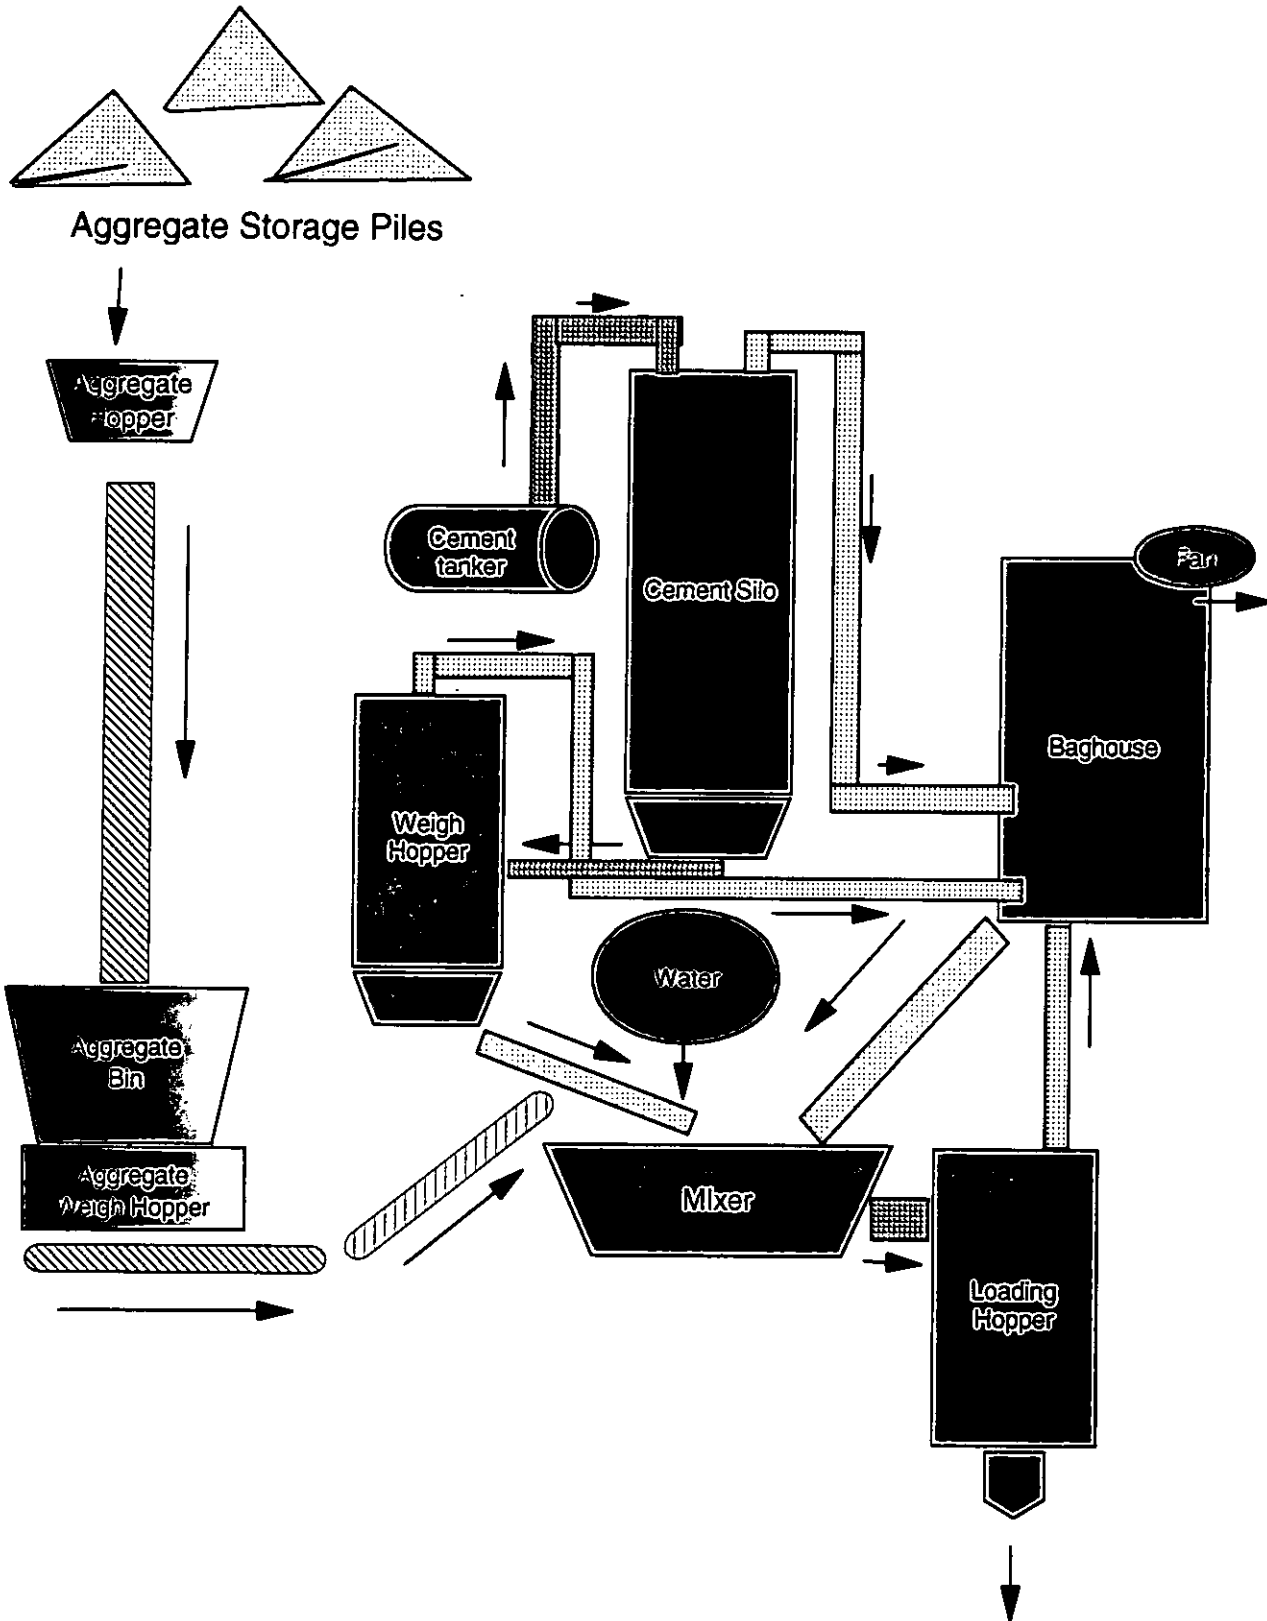 Aggregate Storage Piles
Aggregate
Hopper
Cement
tanker
Cement Silo
Fan
Baghouse
Weigh
Hopper
Water
Aggregate
Bin
Aggregate
Weigh Hopper
MIxer
Loading
Hopper